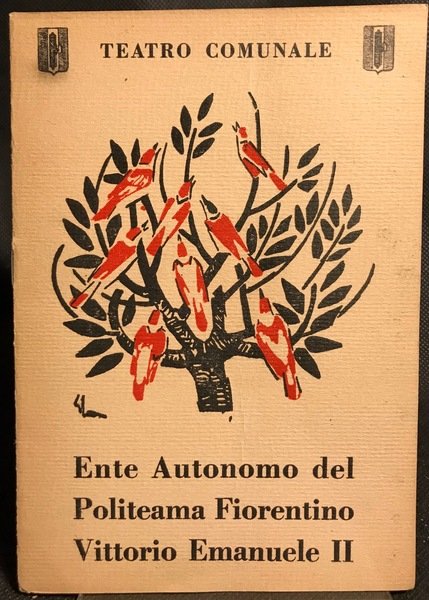 TEATRO COMUNALE
Ente Autonomo del
Politeama Fiorentino
Vittorio Emanuele II